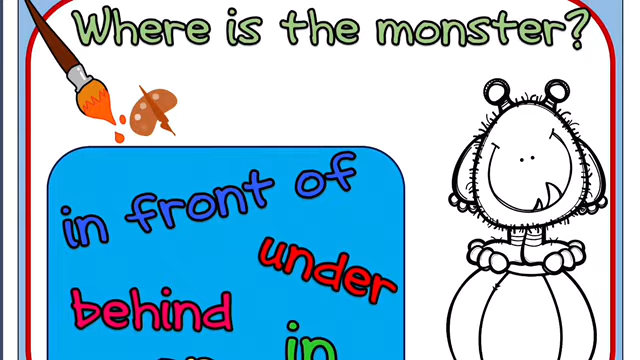 Where is the monster?
in front of
under
behind
in